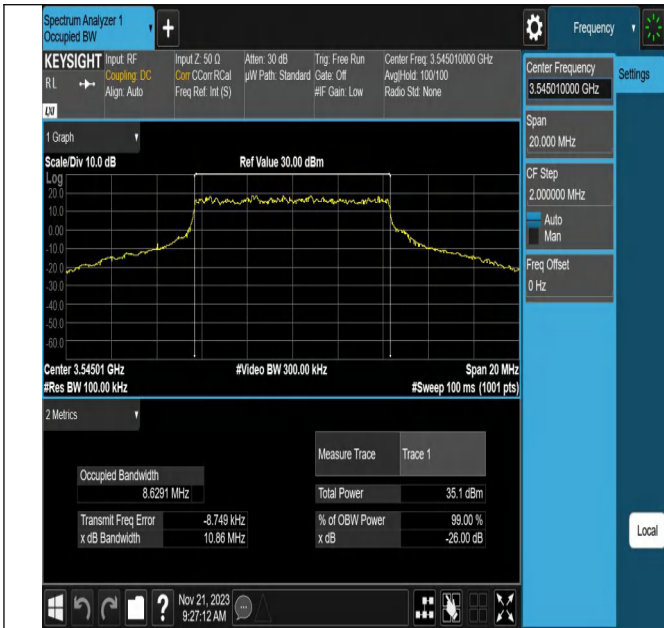 Spectrum Analyzer 1
Occupied BW
Frequency
KEYSIGHT
RL
LXI
Input: RF
Coupling: DC
Align: Auto
Input Z: 50 Ω
Corr CCorr RCal
Freq Ref: Int (S)
Atten: 30 dB
µW Path: Standard
Trig: Free Run
Gate: Off
#IF Gain: Low
Center Freq: 3.545010000 GHz
Avg|Hold: 100/100
Radio Std: None
Center Frequency
3.545010000 GHz
Settings
Span
20.000 MHz
CF Step
2.000000 MHz
Auto
Man
Freq Offset
0 Hz
1 Graph
Scale/Div 10.0 dB
Ref Value 30.00 dBm
Log
20.0
10.0
0.00
-10.0
-20.0
-30.0
-40.0
-50.0
-60.0
Center 3.54501 GHz
#Video BW 300.00 kHz
Span 20 MHz
#Res BW 100.00 kHz
#Sweep 100 ms (1001 pts)
2 Metrics
Measure Trace Trace 1
Occupied Bandwidth
8.6291 MHz
Total Power 35.1 dBm
Transmit Freq Error -8.749 kHz
% of OBW Power 99.00 %
x dB Bandwidth 10.86 MHz
x dB -26.00 dB
Local
Nov 21, 2023
9:27:12 AM